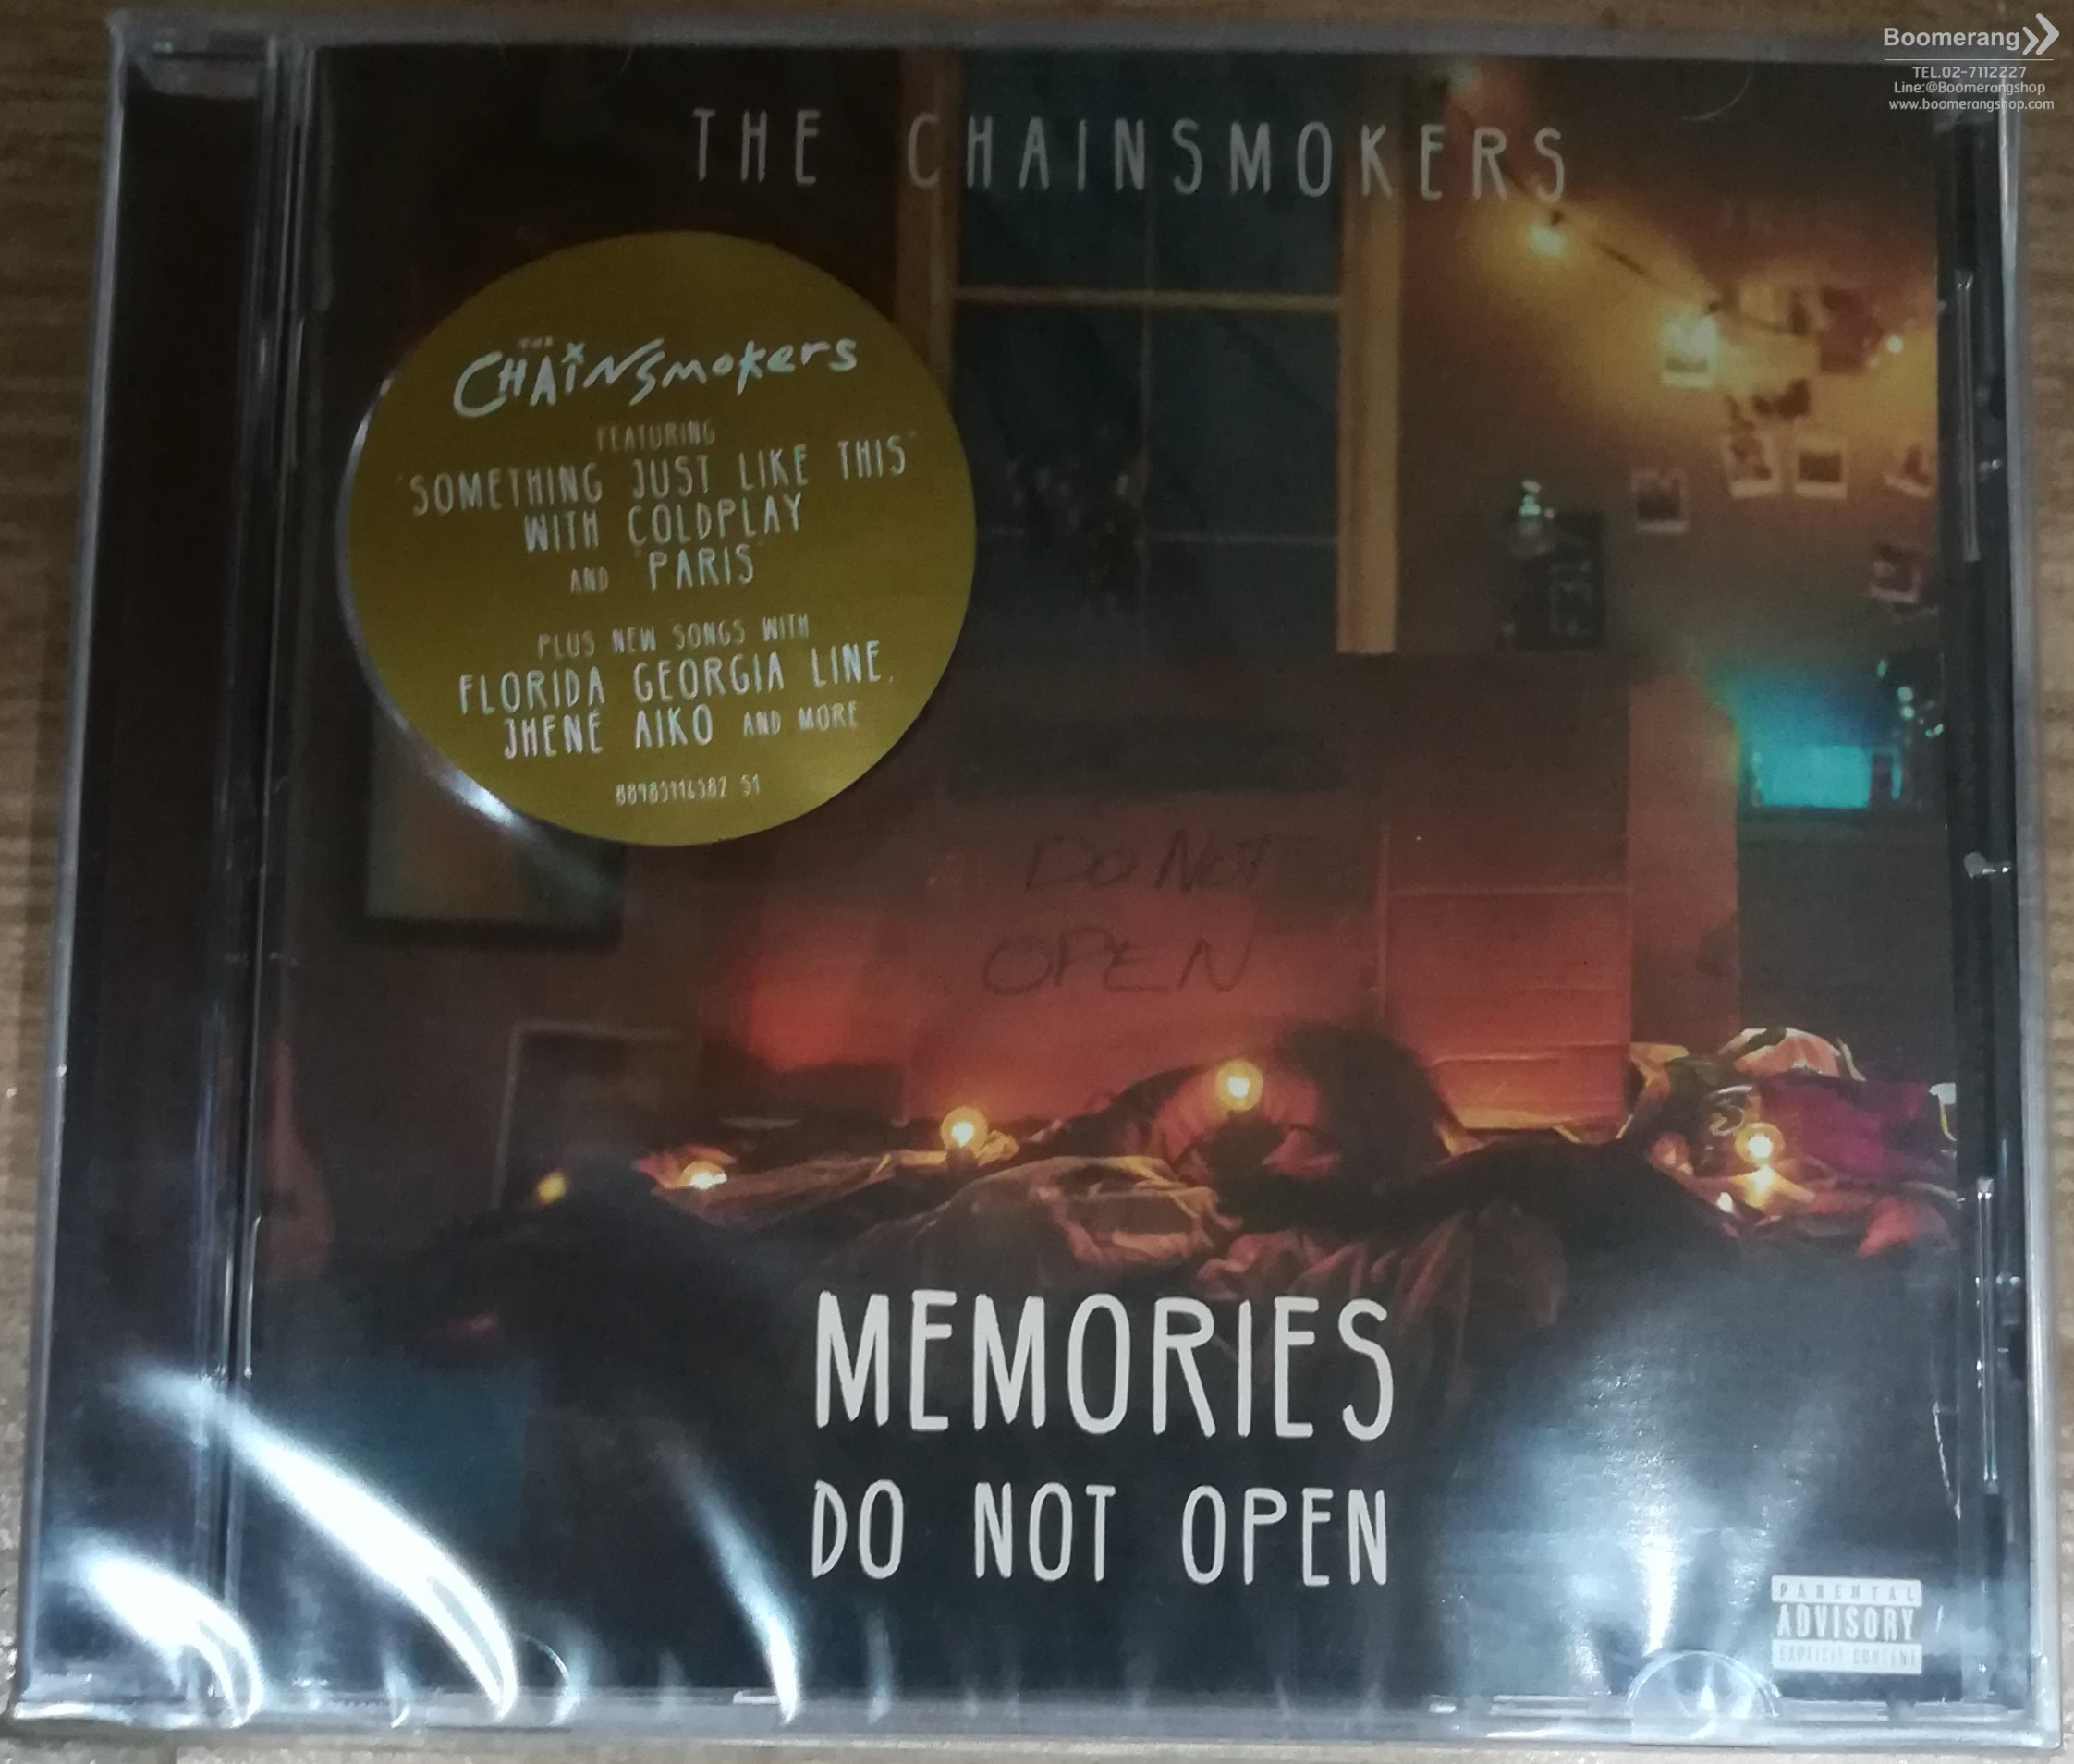 Boomerang
TEL.02-7112227
Line:@Boomerangshop
www.boomerangshop.com
THE CHAINSMOKERS
THE
CHAINSMOKERS
FEATURING
"SOMETHING JUST LIKE THIS"
WITH COLDPLAY
AND "PARIS"
PLUS NEW SONGS WITH
FLORIDA GEORGIA LINE,
JHENÉ AIKO AND MORE
DO NOT
OPEN
MEMORIES
DO NOT OPEN
PARENTAL
ADVISORY
EXPLICIT CONTENT